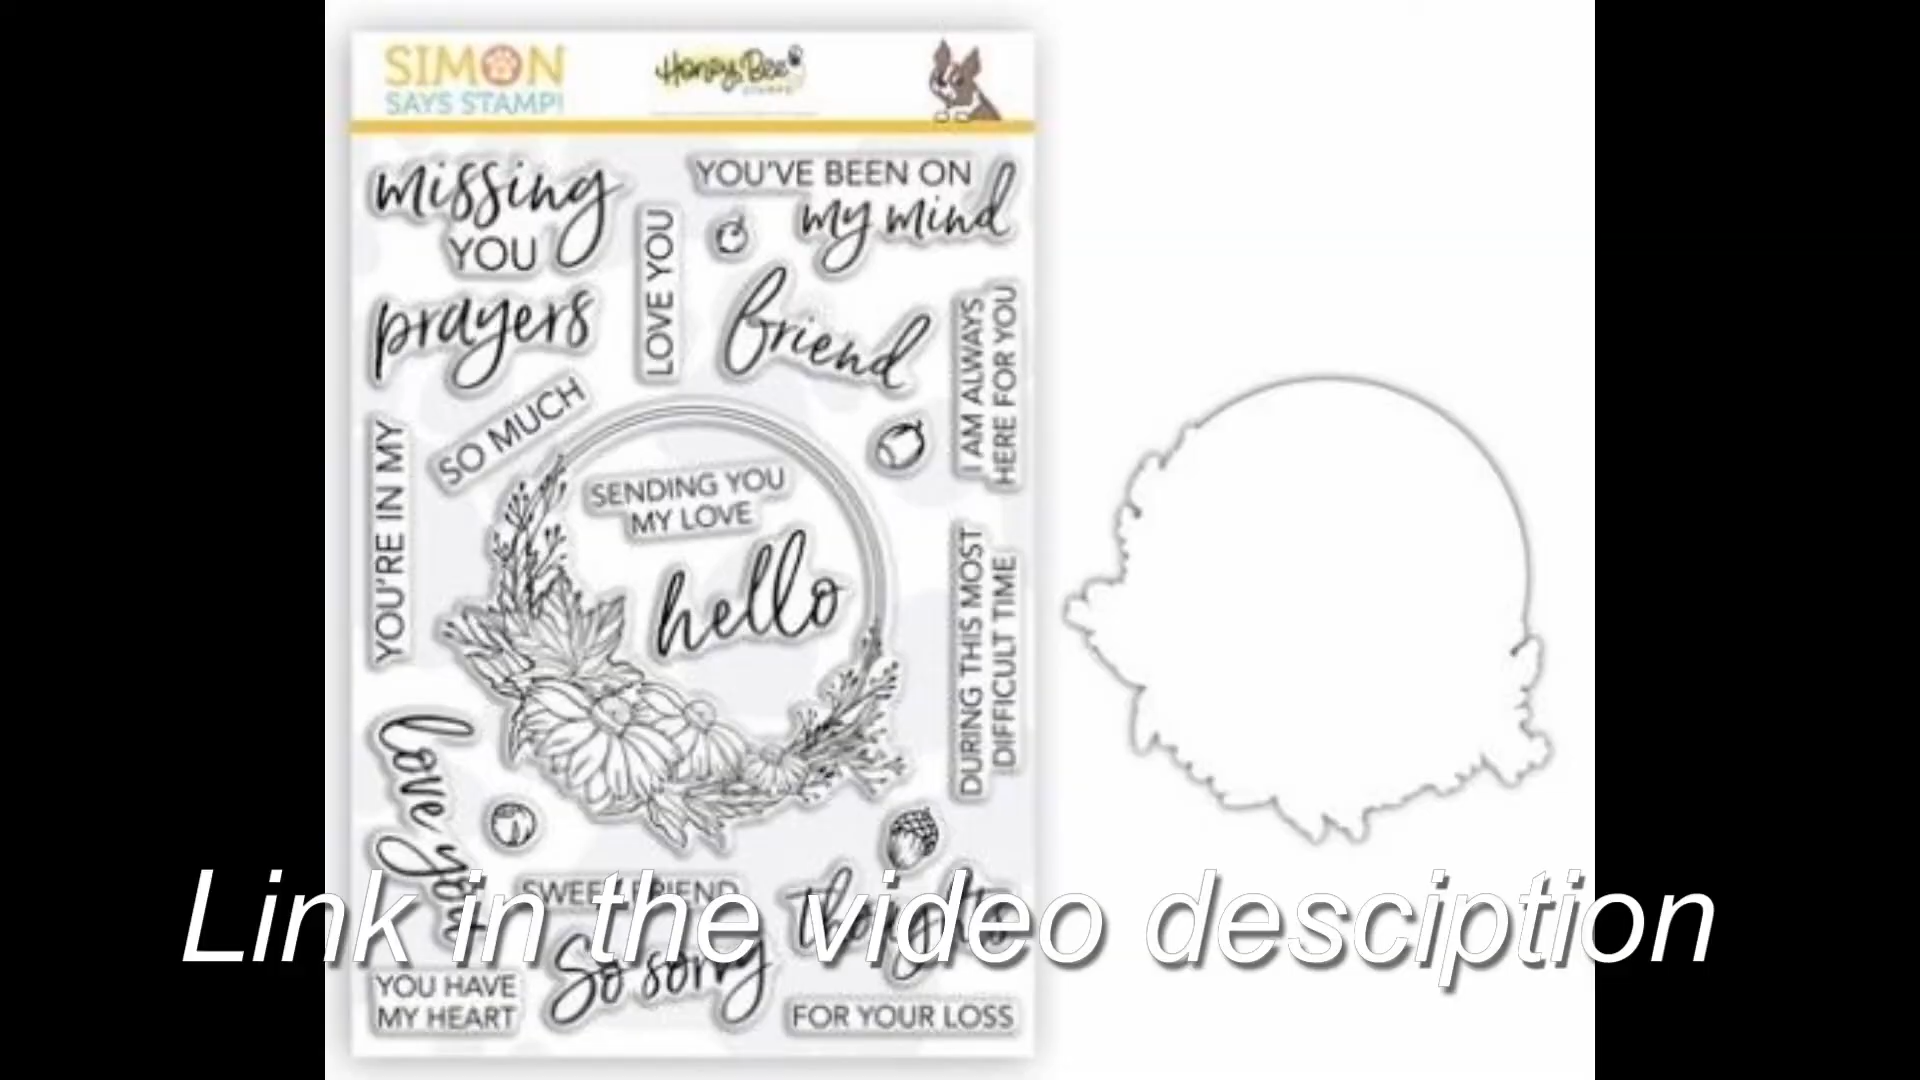 SIMON
SAYS STAMP!
Honey Bee
STAMPS
missing
YOU
YOU'VE BEEN ON
my mind
LOVE YOU
prayers
friend
I AM ALWAYS
HERE FOR YOU
SO MUCH
YOU'RE IN MY
SENDING YOU
MY LOVE
hello
DURING THIS MOST
DIFFICULT TIME
love you
SWEET FRIEND
thoughts
Link in the video desciption
So sorry
YOU HAVE
MY HEART
FOR YOUR LOSS